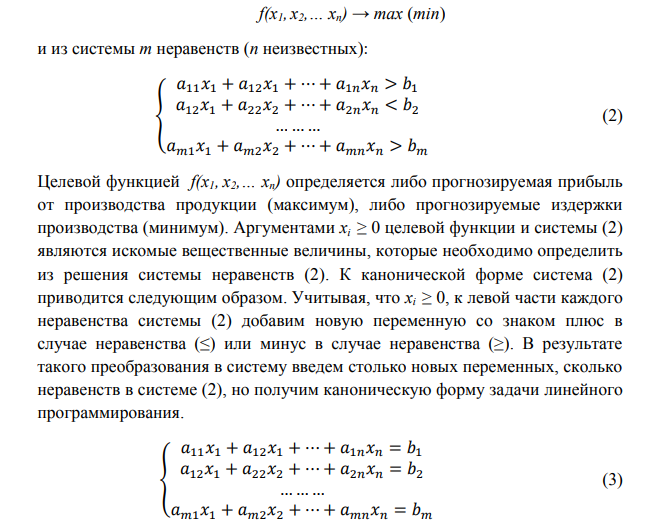 f(x₁, x₂,… xₙ) → max (min)
и из системы m неравенств (n неизвестных):
a₁₁x₁ + a₁₂x₁ + ⋯ + a₁ₙxₙ > b₁
a₁₂x₁ + a₂₂x₂ + ⋯ + a₂ₙxₙ < b₂
… … …
aₘ₁x₁ + aₘ₂x₂ + ⋯ + aₘₙxₙ > bₘ
(2)
Целевой функцией f(x₁, x₂,… xₙ) определяется либо прогнозируемая прибыль
от производства продукции (максимум), либо прогнозируемые издержки
производства (минимум). Аргументами xᵢ ≥ 0 целевой функции и системы (2)
являются искомые вещественные величины, которые необходимо определить
из решения системы неравенств (2). К канонической форме система (2)
приводится следующим образом. Учитывая, что xᵢ ≥ 0, к левой части каждого
неравенства системы (2) добавим новую переменную со знаком плюс в
случае неравенства (≤) или минус в случае неравенства (≥). В результате
такого преобразования в систему введем столько новых переменных, сколько
неравенств в системе (2), но получим каноническую форму задачи линейного
программирования.
a₁₁x₁ + a₁₂x₁ + ⋯ + a₁ₙxₙ = b₁
a₁₂x₁ + a₂₂x₂ + ⋯ + a₂ₙxₙ = b₂
… … …
aₘ₁x₁ + aₘ₂x₂ + ⋯ + aₘₙxₙ = bₘ
(3)